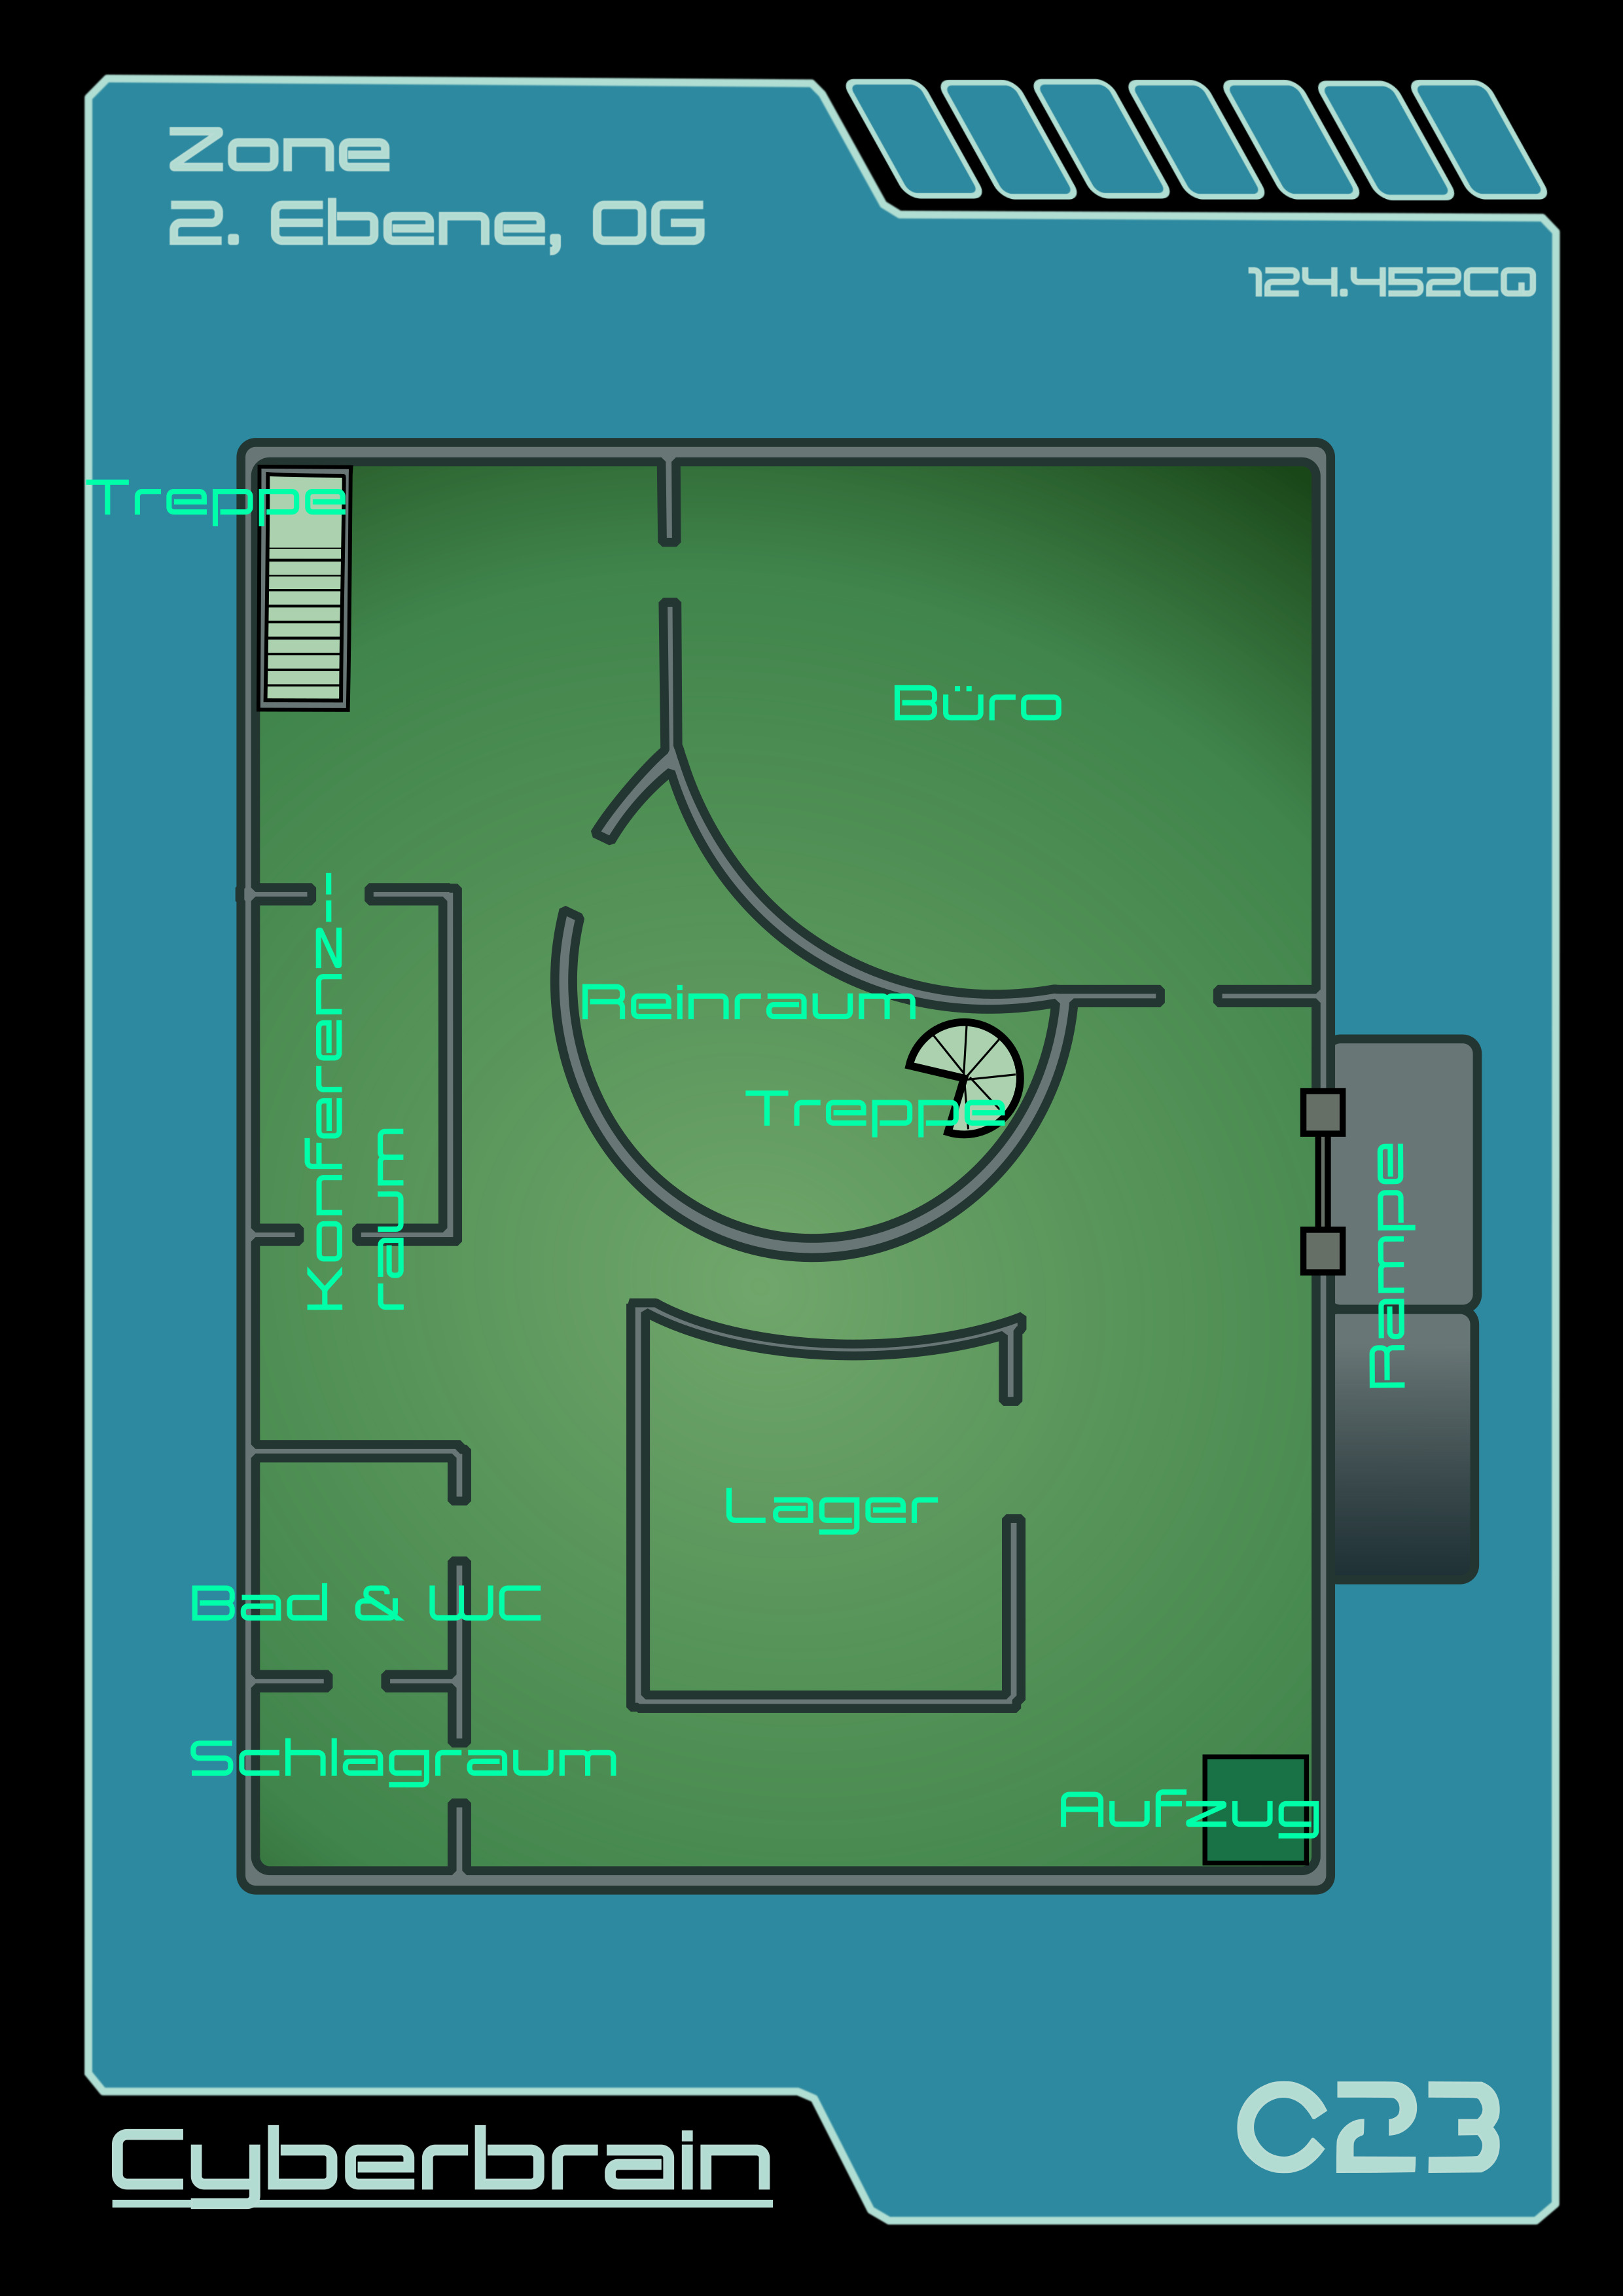 Zone
2. Ebene, OG
124.452CQ
Treppe
Büro
Konferenz-
raum
Reinraum
Treppe
Rampe
Lager
Bad & WC
Schlagraum
Aufzug
Cyberbrain
C23